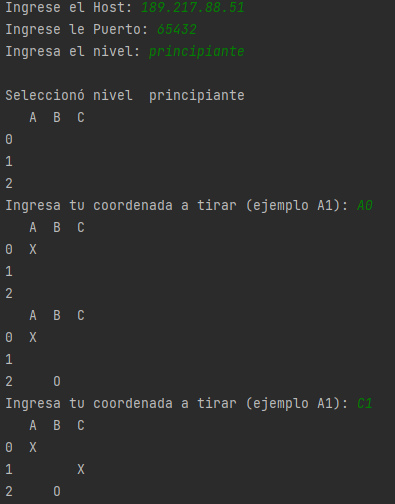 Ingrese el Host: 189.217.88.51
Ingrese le Puerto: 65432
Ingresa el nivel: principiante
Seleccionó nivel  principiante
   A  B  C
0
1
2
Ingresa tu coordenada a tirar (ejemplo A1): A0
   A  B  C
0  X
1
2
   A  B  C
0  X
1
2     O
Ingresa tu coordenada a tirar (ejemplo A1): C1
   A  B  C
0  X
1        X
2     O